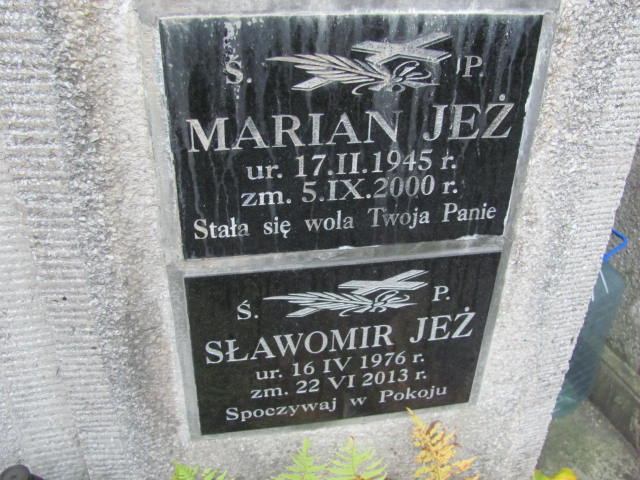 Ś. P.
MARIAN JEŻ
ur. 17.II.1945 r.
zm. 5.IX.2000 r.
Stała się wola Twoja Panie
Ś. P.
SŁAWOMIR JEŻ
ur. 16 IV 1976 r.
zm. 22 VI 2013 r.
Spoczywaj w Pokoju